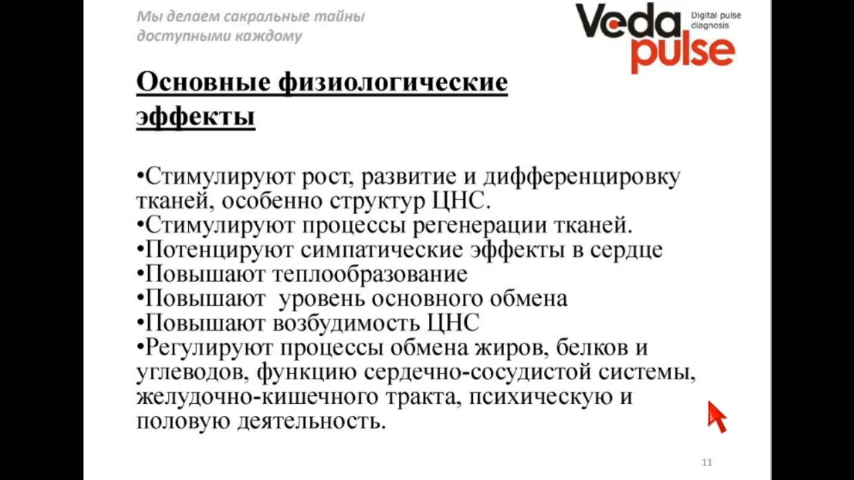 Мы делаем сакральные тайны
доступными каждому
Veda
pulse
Digital pulse
diagnosis
Основные физиологические
эффекты
•Стимулируют рост, развитие и дифференцировку
тканей, особенно структур ЦНС.
•Стимулируют процессы регенерации тканей.
•Потенцируют симпатические эффекты в сердце
•Повышают теплообразование
•Повышают  уровень основного обмена
•Повышают возбудимость ЦНС
•Регулируют процессы обмена жиров, белков и
углеводов, функцию сердечно-сосудистой системы,
желудочно-кишечного тракта, психическую и
половую деятельность.
11